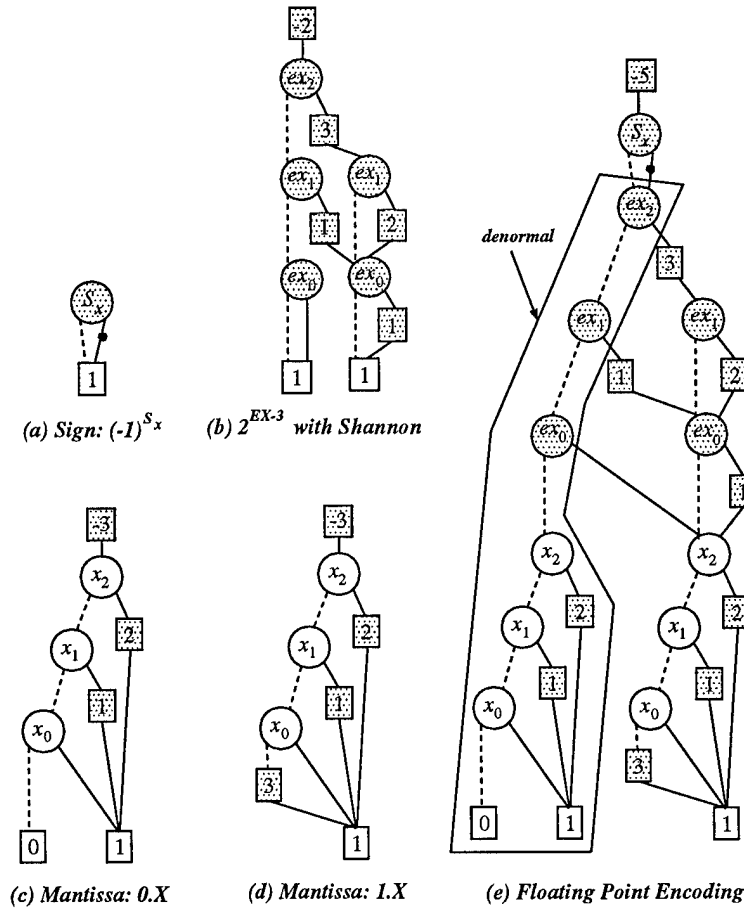 -2
ex2
3
ex1 ex1
1 2
ex0 ex0
1
1 1
Sx
1
(a) Sign: (-1)^Sx
(b) 2^EX-3 with Shannon
-5
Sx
ex2
denormal
3
ex1 ex1
1 2
ex0 ex0
1
x2 x2
2 2
x1 x1
1 1
x0 x0
3
0 1 1
(e) Floating Point Encoding
-3
x2
2
x1
1
x0
0 1
(c) Mantissa: 0.X
-3
x2
2
x1
1
x0
3
1
(d) Mantissa: 1.X